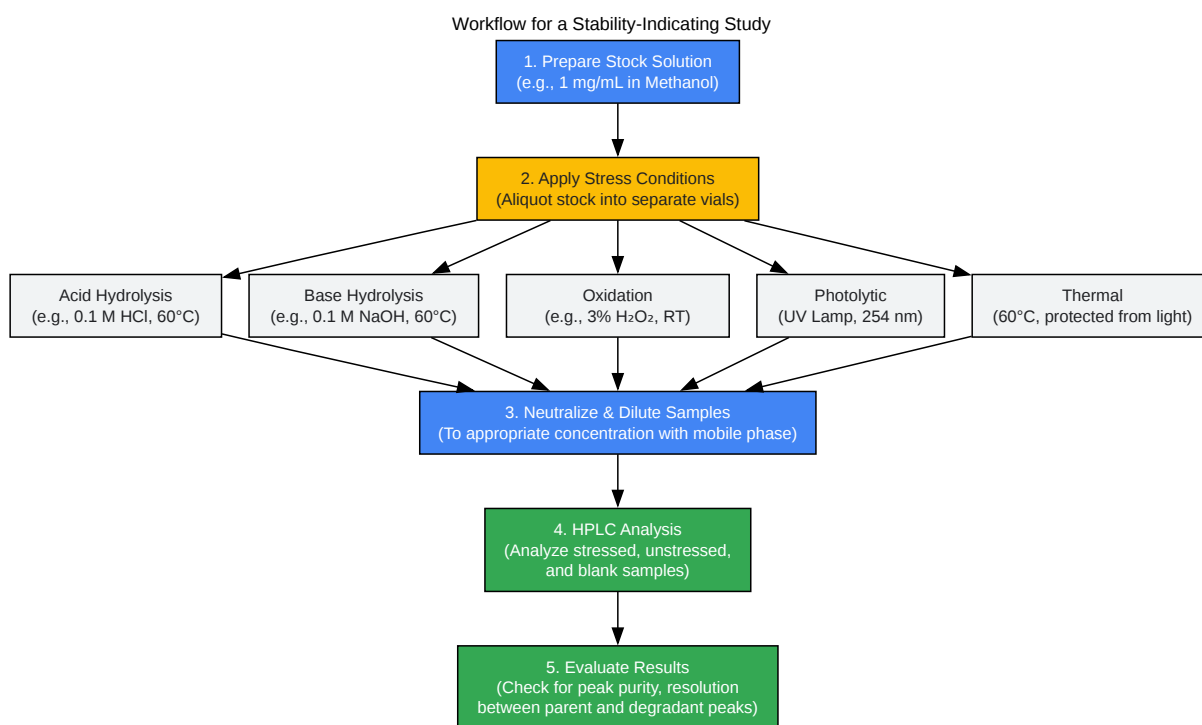 Workflow for a Stability-Indicating Study
1. Prepare Stock Solution
(e.g., 1 mg/mL in Methanol)
2. Apply Stress Conditions
(Aliquot stock into separate vials)
Acid Hydrolysis
(e.g., 0.1 M HCl, 60°C)
Base Hydrolysis
(e.g., 0.1 M NaOH, 60°C)
Oxidation
(e.g., 3% H₂O₂, RT)
Photolytic
(UV Lamp, 254 nm)
Thermal
(60°C, protected from light)
3. Neutralize & Dilute Samples
(To appropriate concentration with mobile phase)
4. HPLC Analysis
(Analyze stressed, unstressed,
and blank samples)
5. Evaluate Results
(Check for peak purity, resolution
between parent and degradant peaks)